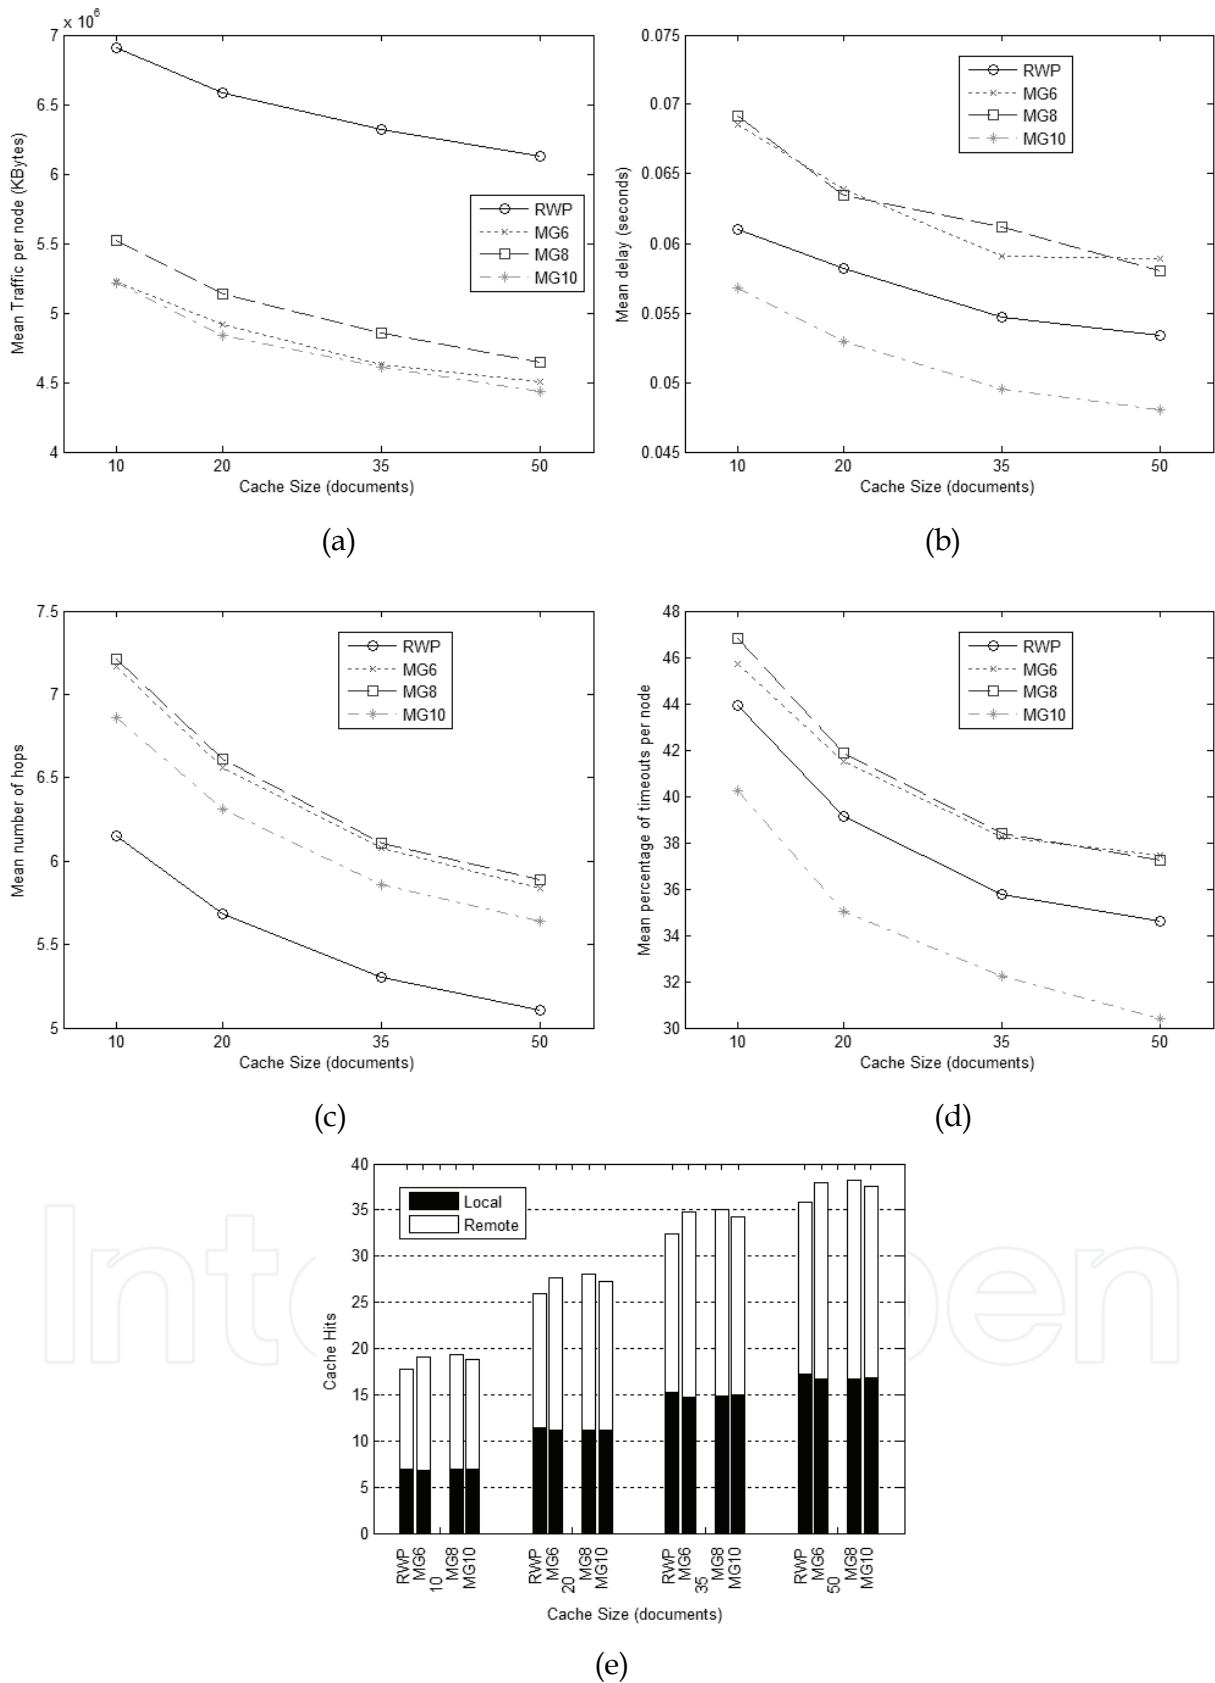 × 10⁶
7
6.5
6
5.5
5
4.5
4
Mean Traffic per node (KBytes)
RWP
MG6
MG8
MG10
10 20 35 50
Cache Size (documents)
(a)
0.075
0.07
0.065
0.06
0.055
0.05
0.045
Mean delay (seconds)
RWP
MG6
MG8
MG10
10 20 35 50
Cache Size (documents)
(b)
7.5
7
6.5
6
5.5
5
Mean number of hops
RWP
MG6
MG8
MG10
10 20 35 50
Cache Size (documents)
(c)
48
46
44
42
40
38
36
34
32
30
Mean percentage of timeouts per node
RWP
MG6
MG8
MG10
10 20 35 50
Cache Size (documents)
(d)
40
35
30
25
20
15
10
5
0
Cache Hits
Local
Remote
RWP MG6 10 MG8 MG10 RWP MG6 20 MG8 MG10 RWP MG6 35 MG8 MG10 RWP MG6 50 MG8 MG10
Cache Size (documents)
(e)